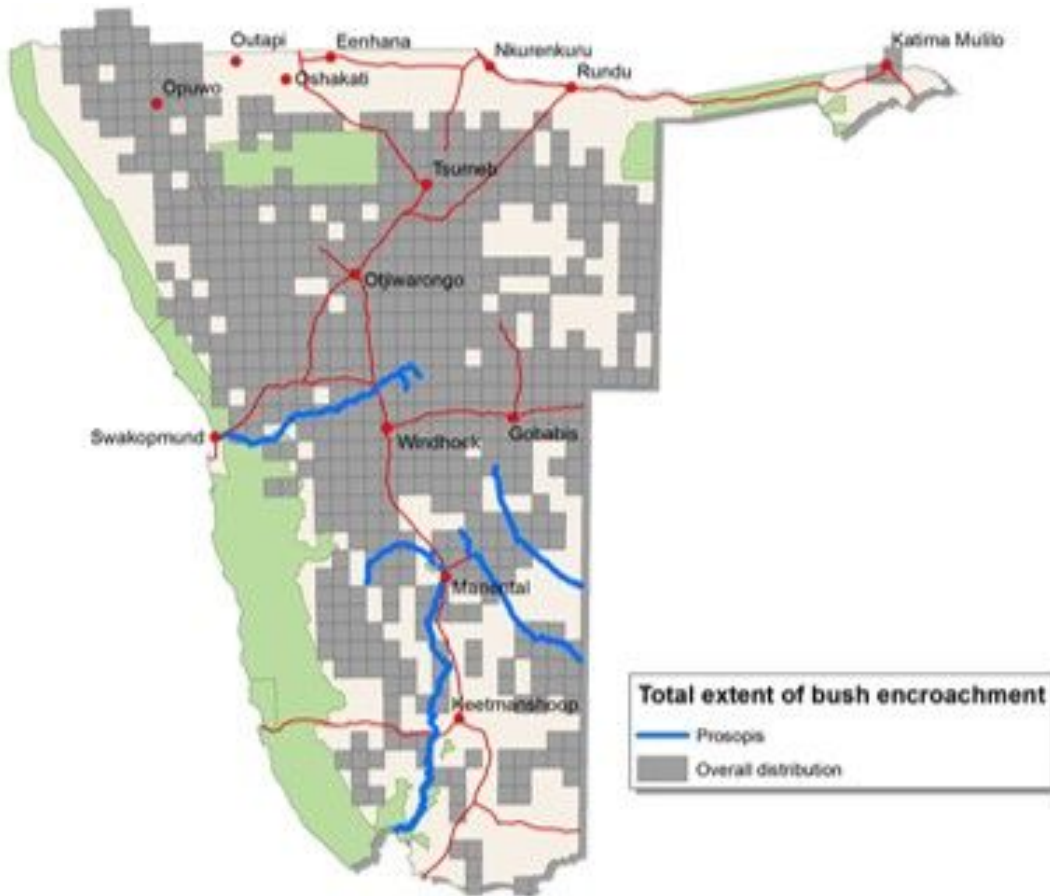 Katima Mulilo
Eenhana
Outapi
Nkurenkuru
Rundu
Oshakati
Opuwo
Tsumeb
Otjiwarongo
Swakopmund
Windhoek
Gobabis
Mariental
Keetmanshoop
Total extent of bush encroachment
Prosopis
Overall distribution